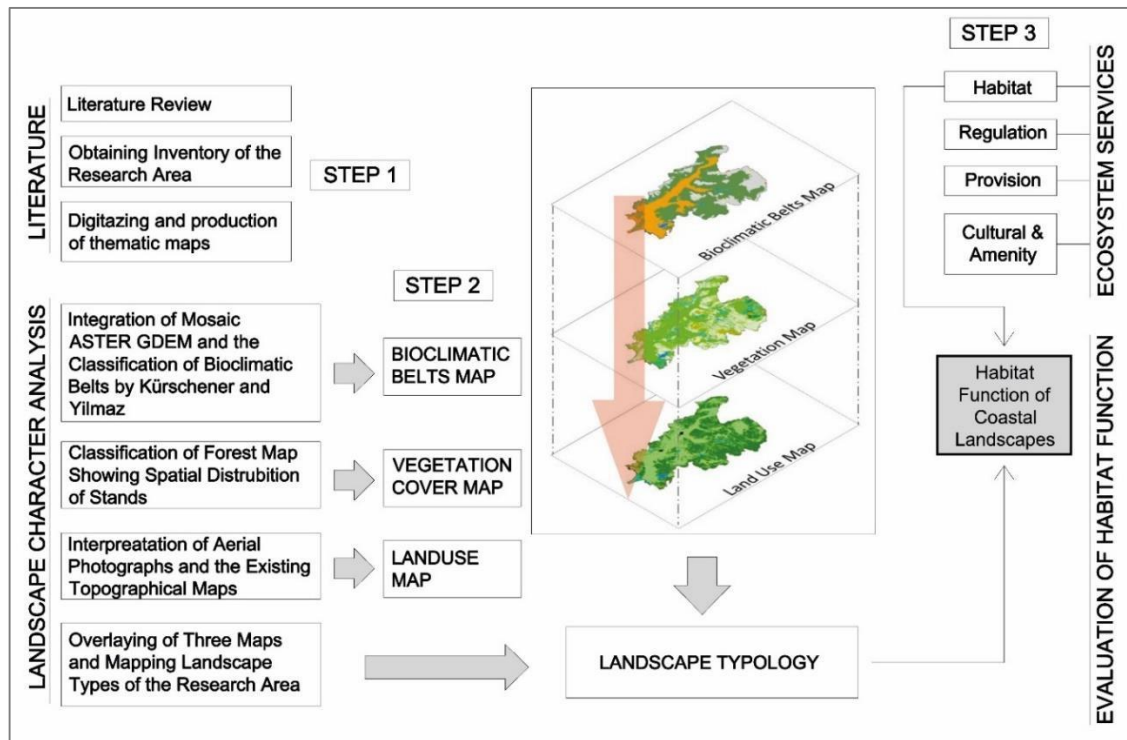 LITERATURE
Literature Review
Obtaining Inventory of the
Research Area
Digitazing and production
of thematic maps
STEP 1
LANDSCAPE CHARACTER ANALYSIS
STEP 2
Integration of Mosaic
ASTER GDEM and the
Classification of Bioclimatic
Belts by Kürschener and
Yilmaz
BIOCLIMATIC
BELTS MAP
Classification of Forest Map
Showing Spatial Distrubition
of Stands
VEGETATION
COVER MAP
Interpreatation of Aerial
Photographs and the Existing
Topographical Maps
LANDUSE
MAP
Overlaying of Three Maps
and Mapping Landscape
Types of the Research Area
Bioclimatic Belts Map
Vegetation Map
Land Use Map
LANDSCAPE TYPOLOGY
STEP 3
Habitat
Regulation
Provision
Cultural &
Amenity
ECOSYSTEM SERVICES
Habitat
Function of
Coastal
Landscapes
EVALUATION OF HABITAT FUNCTION